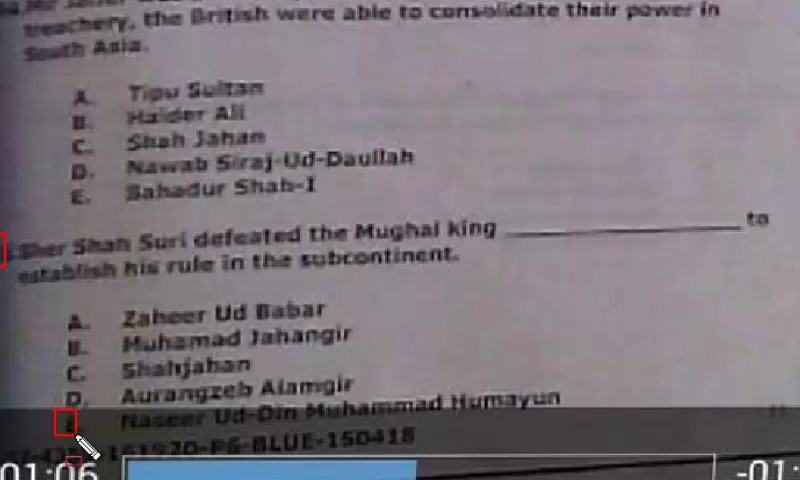 treachery, the British were able to consolidate their power in
South Asia.
A. Tipu Sultan
B. Haider Ali
C. Shah Jahan
D. Nawab Siraj-Ud-Daullah
E. Bahadur Shah-I
Sher Shah Suri defeated the Mughal king ____________ to
establish his rule in the subcontinent.
A. Zaheer Ud Babar
B. Muhamad Jahangir
C. Shahjahan
D. Aurangzeb Alamgir
Naseer Ud-Din Muhammad Humayun
161920-PS-BLUE-150418
01:06
-01: